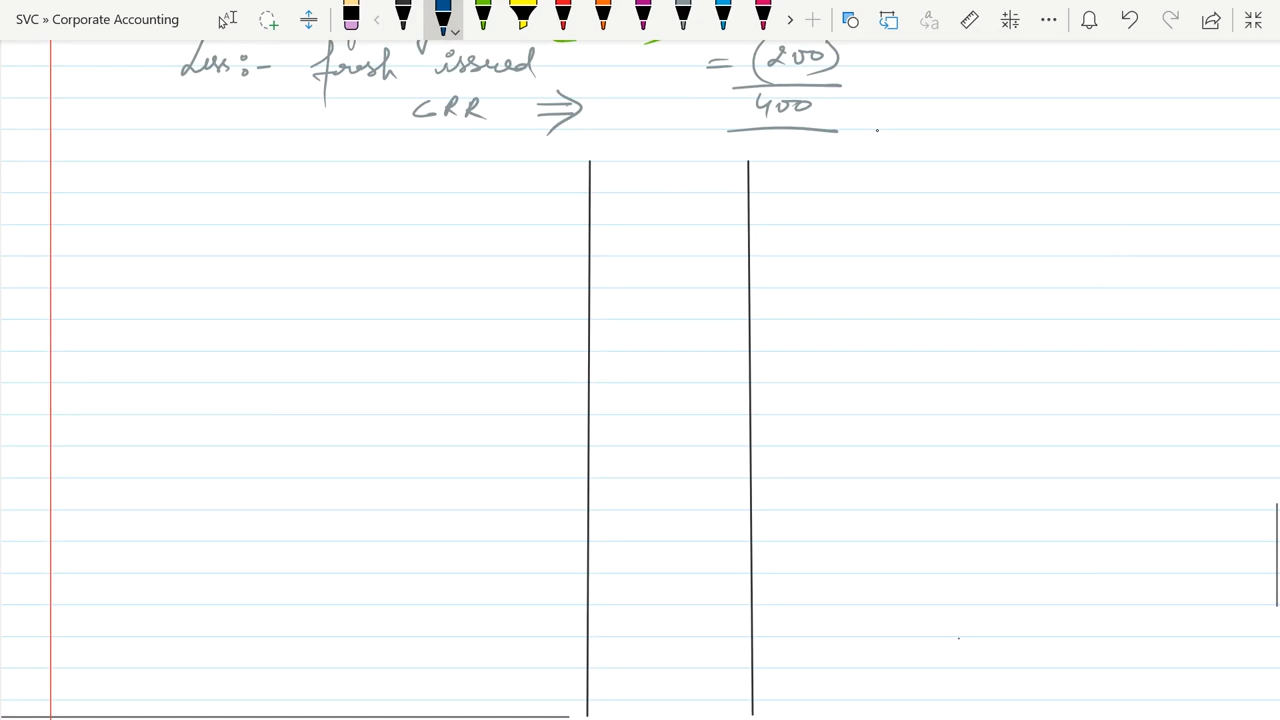 SVC » Corporate Accounting
Less:- fresh issued = (200)
CRR ⇒ 400